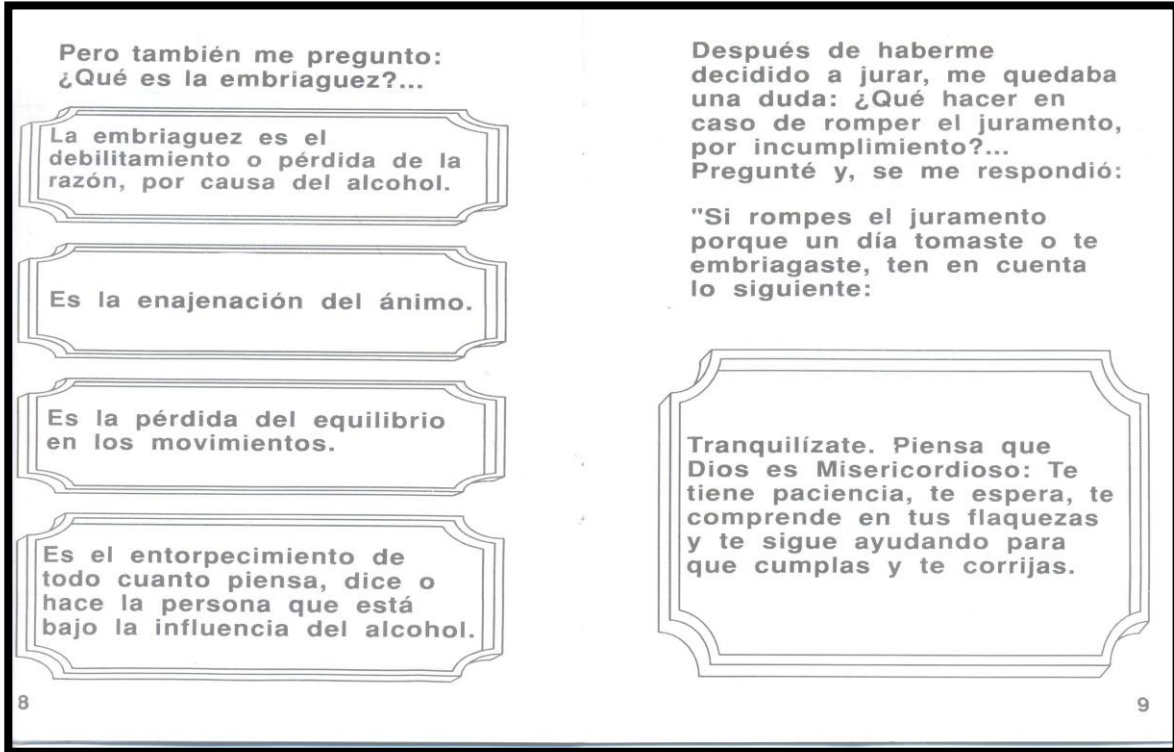 Pero también me pregunto:
¿Qué es la embriaguez?...
La embriaguez es el
debilitamiento o pérdida de la
razón, por causa del alcohol.
Es la enajenación del ánimo.
Es la pérdida del equilibrio
en los movimientos.
Es el entorpecimiento de
todo cuanto piensa, dice o
hace la persona que está
bajo la influencia del alcohol.
8
Después de haberme
decidido a jurar, me quedaba
una duda: ¿Qué hacer en
caso de romper el juramento,
por incumplimiento?...
Pregunté y, se me respondió:
"Si rompes el juramento
porque un día tomaste o te
embriagaste, ten en cuenta
lo siguiente:
Tranquilízate. Piensa que
Dios es Misericordioso: Te
tiene paciencia, te espera, te
comprende en tus flaquezas
y te sigue ayudando para
que cumplas y te corrijas.
9